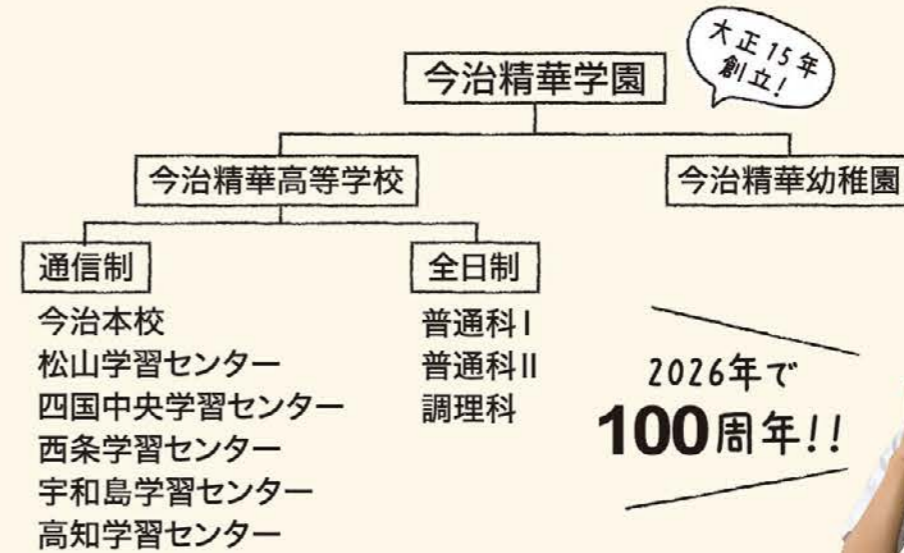 大正15年
創立!
今治精華学園
今治精華高等学校
今治精華幼稚園
通信制
今治本校
松山学習センター
四国中央学習センター
西条学習センター
宇和島学習センター
高知学習センター
全日制
普通科Ⅰ
普通科Ⅱ
調理科
2026年で
100周年!!